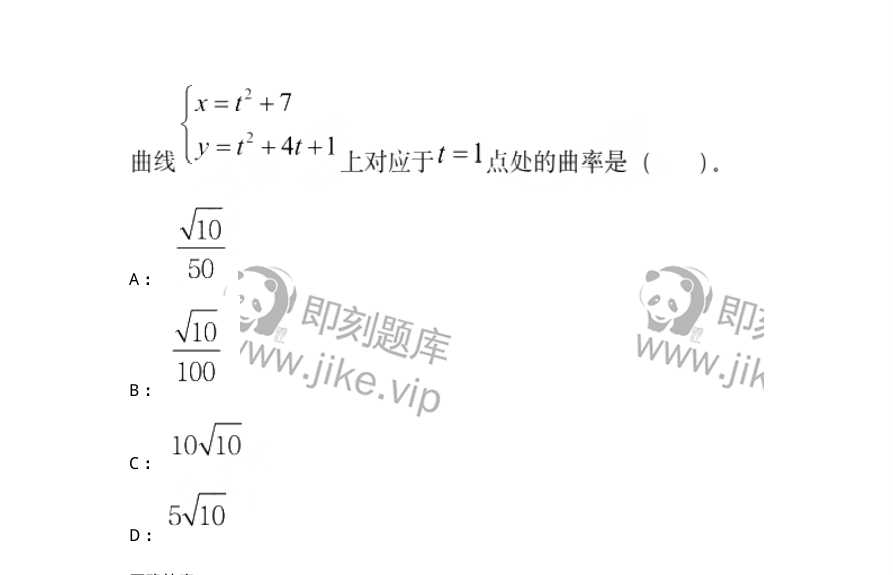 曲线 { x = t² + 7
y = t² + 4t + 1 上对应于 t = 1 点处的曲率是（　　）。
A： √10/50
B： √10/100
C： 10√10
D： 5√10
即刻题库
www.jike.vip
即刻
www.jik